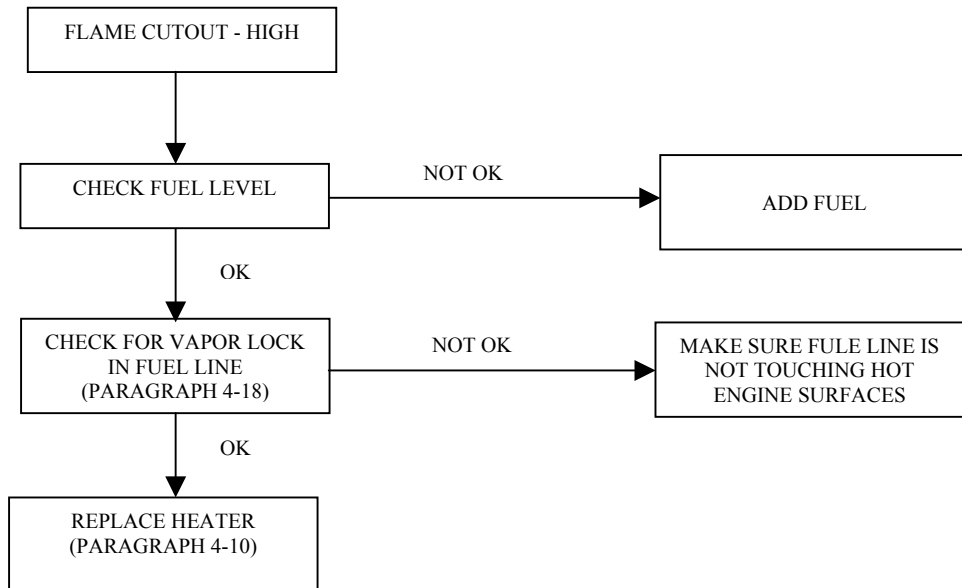 FLAME CUTOUT - HIGH
CHECK FUEL LEVEL
NOT OK
ADD FUEL
OK
CHECK FOR VAPOR LOCK
IN FUEL LINE
(PARAGRAPH 4-18)
NOT OK
MAKE SURE FULE LINE IS
NOT TOUCHING HOT
ENGINE SURFACES
OK
REPLACE HEATER
(PARAGRAPH 4-10)